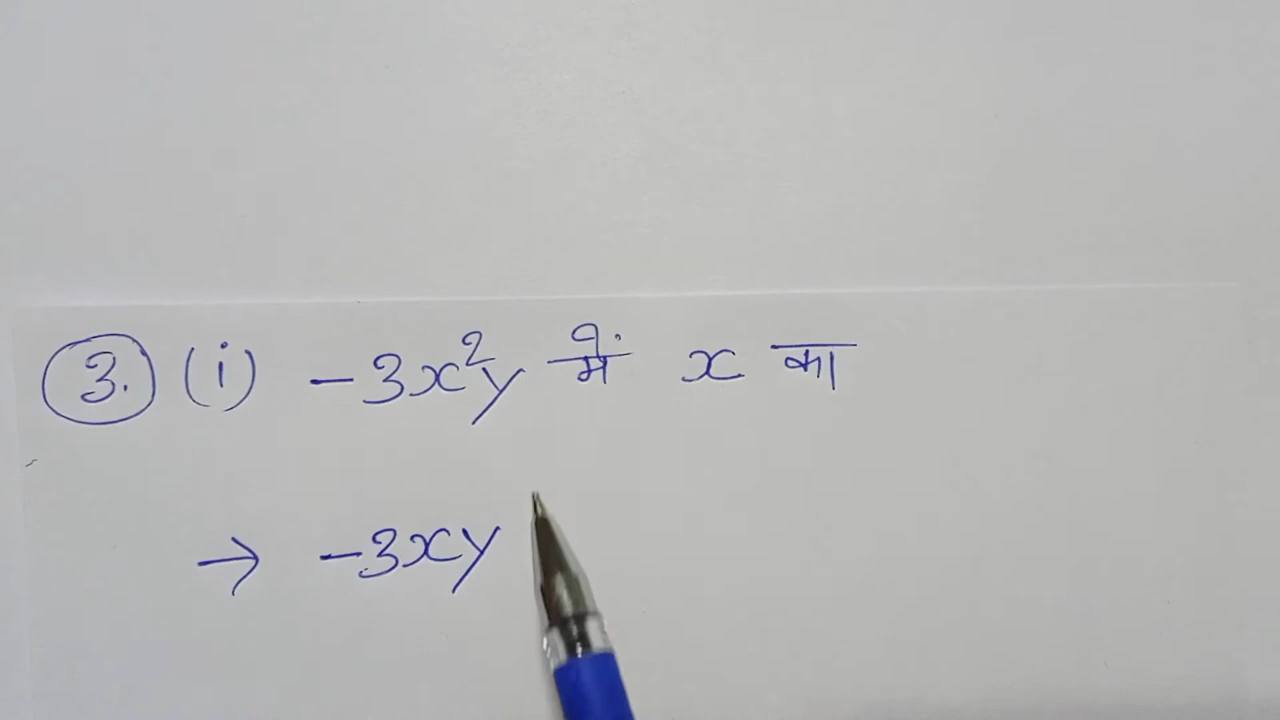 3. (i) -3x²y में x का
→ -3xy